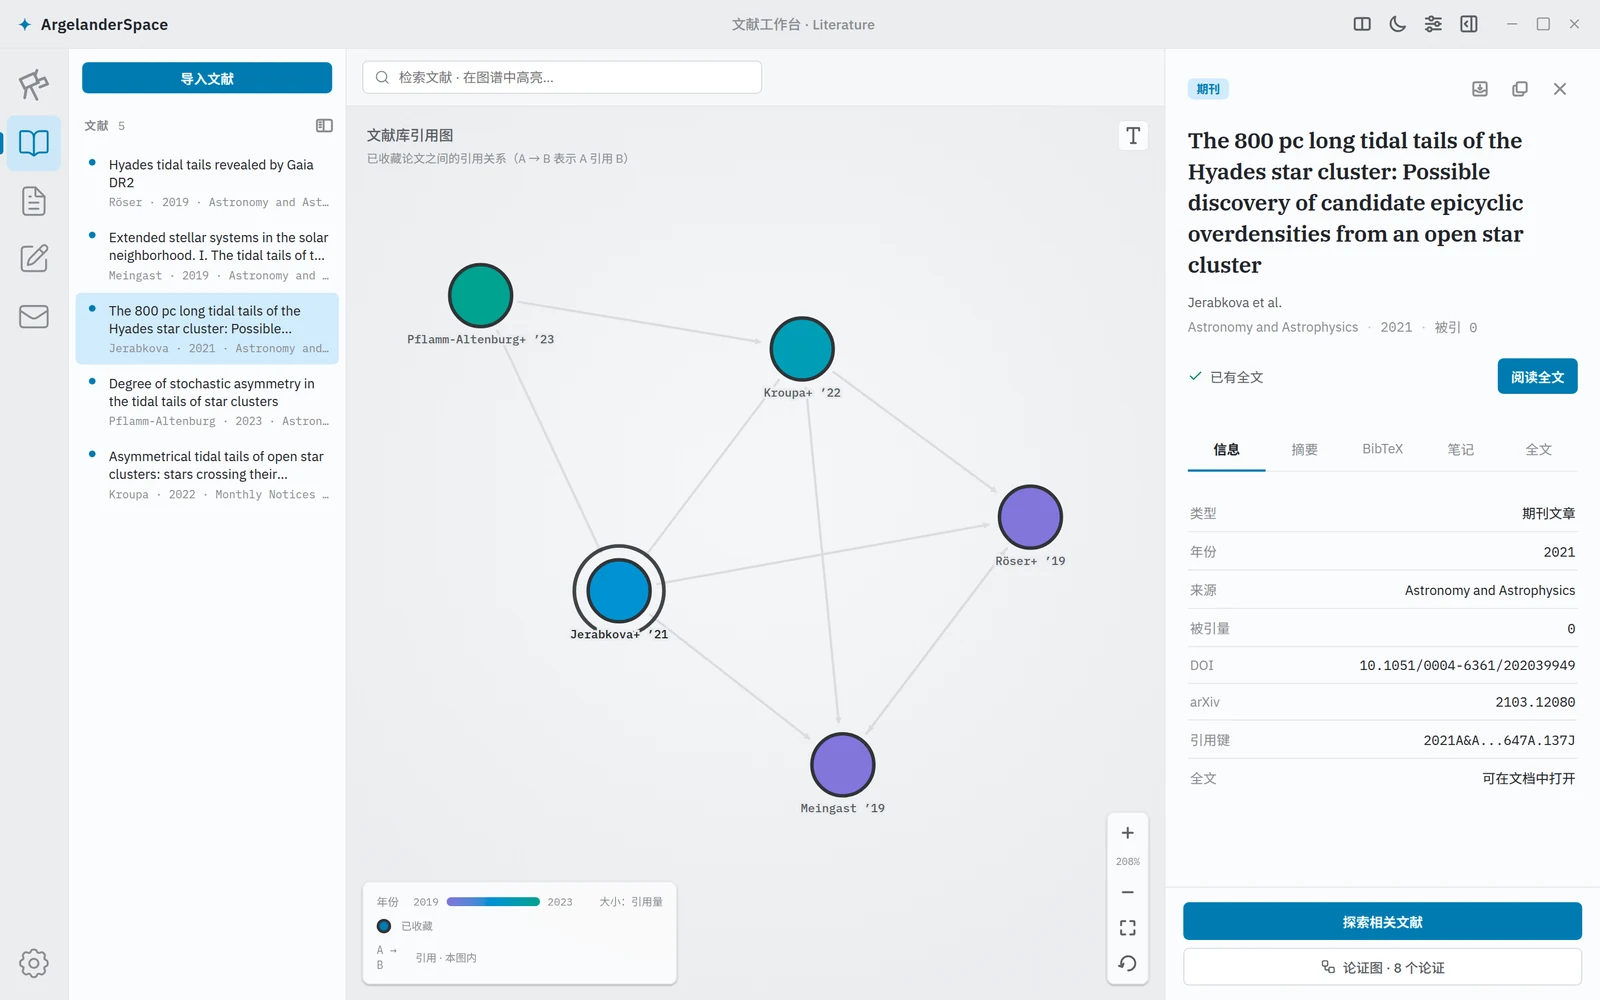 ArgelanderSpace
文献工作台 · Literature
导入文献
文献 5
Hyades tidal tails revealed by Gaia
DR2
Röser · 2019 · Astronomy and Ast…
Extended stellar systems in the solar
neighborhood. I. The tidal tails of t…
Meingast · 2019 · Astronomy and …
The 800 pc long tidal tails of the
Hyades star cluster: Possible…
Jerabkova · 2021 · Astronomy and…
Degree of stochastic asymmetry in
the tidal tails of star clusters
Pflamm-Altenburg · 2023 · Astron…
Asymmetrical tidal tails of open star
clusters: stars crossing their…
Kroupa · 2022 · Monthly Notices …
检索文献 · 在图谱中高亮…
文献库引用图
已收藏论文之间的引用关系（A → B 表示 A 引用 B）
T
Pflamm-Altenburg+ ’23
Kroupa+ ’22
Röser+ ’19
Jerabkova+ ’21
Meingast ’19
年份 2019 2023 大小：引用量
已收藏
A →
B
引用 · 本图内
+
208%
−
期刊
The 800 pc long tidal tails of the
Hyades star cluster: Possible
discovery of candidate epicyclic
overdensities from an open star
cluster
Jerabkova et al.
Astronomy and Astrophysics · 2021 · 被引 0
已有全文
阅读全文
信息 摘要 BibTeX 笔记 全文
类型 期刊文章
年份 2021
来源 Astronomy and Astrophysics
被引量 0
DOI 10.1051/0004-6361/202039949
arXiv 2103.12080
引用键 2021A&A...647A.137J
全文 可在文档中打开
探索相关文献
论证图 · 8 个论证